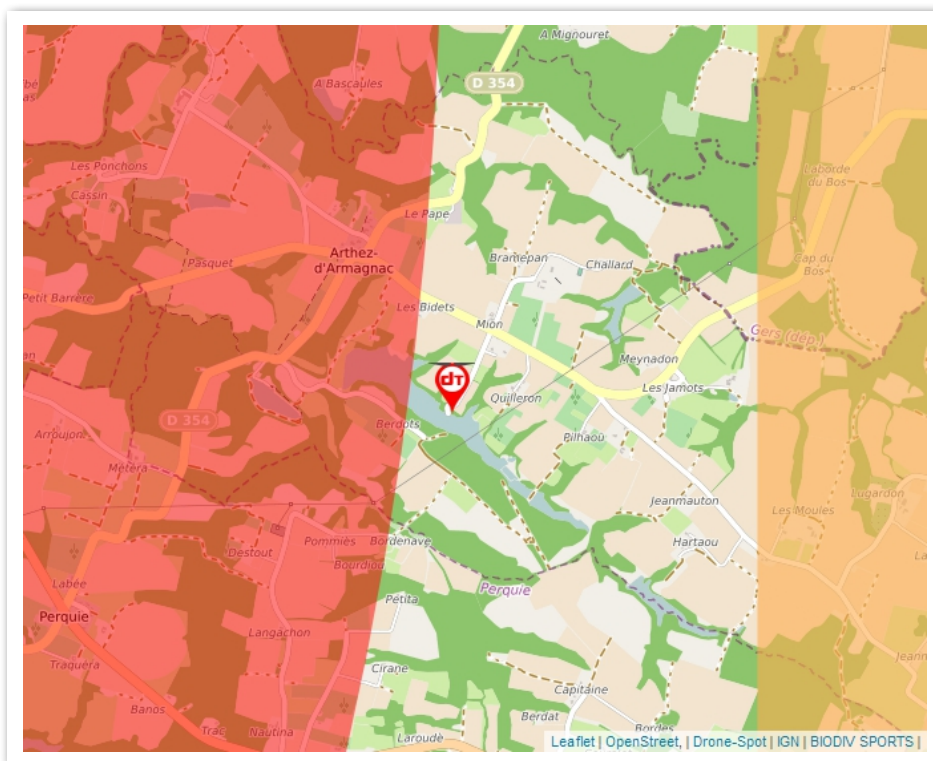 A Mignouret
A Bascaules
D 354
Les Ponchons
Laborde
du Bos
Cassin
Le Pape
Arthez-
d'Armagnac
Bramepan
Challard
Pasquet
Cap du
Bos
Petit Barrère
Les Bidets
Mion
Gers (dép.)
Meynadon
dT
Les Jamots
Quilleron
D 354
Berdots
Arroujon
Pilhaou
Métera
Lugardon
Jeanmauton
Les Moules
Pommiès
Bordenave
Hartaou
Destout
Bourdiou
Labée
Perquie
Petita
Perquie
Langachon
Traquera
Cirane
Capitaine
Banos
Berdat
Trac
Nautina
Bordes
Laroude
Leaflet | OpenStreet, | Drone-Spot | IGN | BIODIV SPORTS |